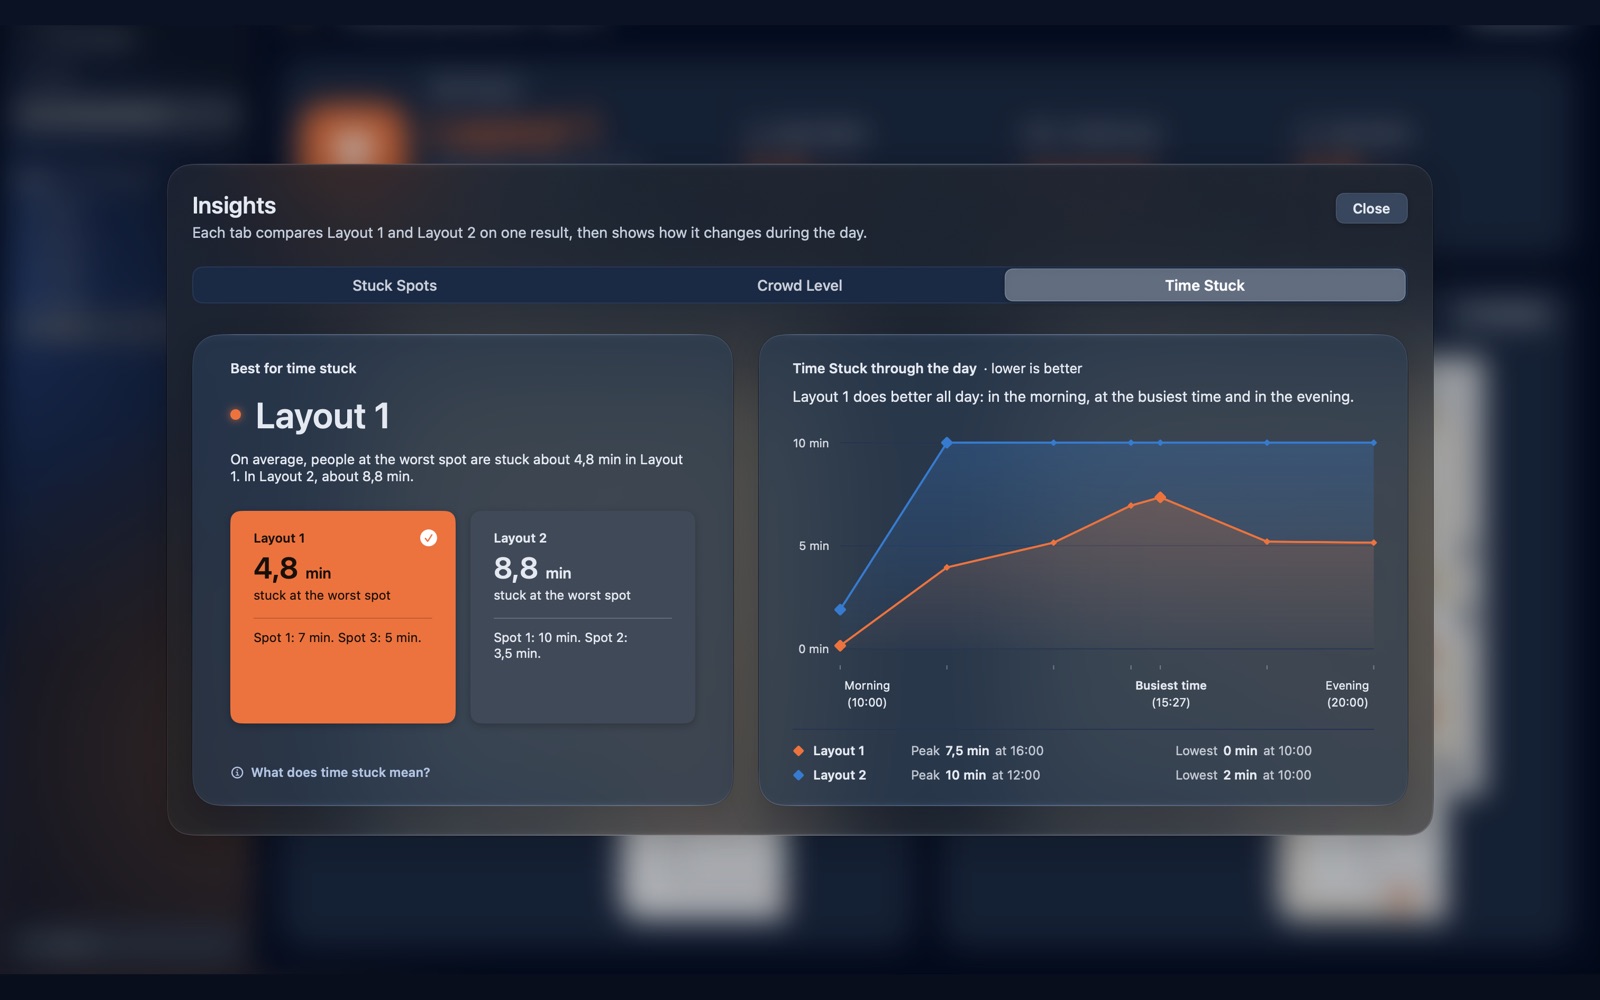 Insights
Close
Each tab compares Layout 1 and Layout 2 on one result, then shows how it changes during the day.
Stuck Spots
Crowd Level
Time Stuck
Best for time stuck
Layout 1
On average, people at the worst spot are stuck about 4,8 min in Layout
1. In Layout 2, about 8,8 min.
Layout 1
4,8 min
stuck at the worst spot
Spot 1: 7 min. Spot 3: 5 min.
Layout 2
8,8 min
stuck at the worst spot
Spot 1: 10 min. Spot 2:
3,5 min.
What does time stuck mean?
Time Stuck through the day · lower is better
Layout 1 does better all day: in the morning, at the busiest time and in the evening.
10 min
5 min
0 min
Morning
(10:00)
Busiest time
(15:27)
Evening
(20:00)
Layout 1 Peak 7,5 min at 16:00 Lowest 0 min at 10:00
Layout 2 Peak 10 min at 12:00 Lowest 2 min at 10:00